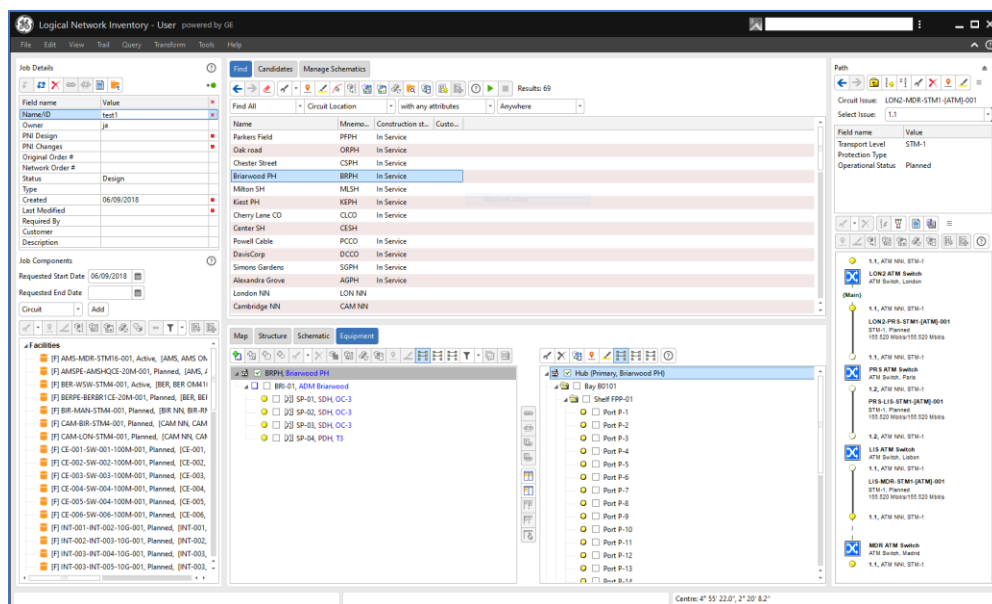 Logical Network Inventory - User powered by GE
File Edit View Trail Query Transform Tools Help
Job Details
Field name Value
Name/ID test1
Owner ja
PNI Design
PNI Changes
Original Order #
Network Order #
Status Design
Type
Created 06/09/2018
Last Modified
Required By
Customer
Description
Job Components
Requested Start Date 06/09/2018
Requested End Date
Circuit Add
Facilities
[F] AMS-MDR-STM16-001, Active, [AMS, AMS OM
[F] AMSPE-AMSHQCE-20M-001, Planned, [AMS, A
[F] BER-WSW-STM4-001, Active, [BER, BER OM4
[F] BERPE-BERBR1CE-20M-001, Planned, [BER, BE
[F] BIR-MAN-STM4-001, Planned, [BIR NN, BIR-R
[F] CAM-BIR-STM4-001, Planned, [CAM NN, CAM
[F] CAM-LON-STM4-001, Planned, [CAM NN, CA
[F] CE-001-SW-001-100M-001, Planned, [CE-001,
[F] CE-002-SW-002-100M-001, Planned, [CE-002,
[F] CE-003-SW-003-100M-001, Planned, [CE-003,
[F] CE-004-SW-004-100M-001, Planned, [CE-004,
[F] CE-005-SW-005-100M-001, Planned, [CE-005,
[F] CE-006-SW-006-100M-001, Planned, [CE-006,
[F] INT-001-INT-002-10G-001, Planned, [INT-001,
[F] INT-002-INT-003-10G-001, Planned, [INT-002,
[F] INT-003-INT-004-10G-001, Planned, [INT-003,
[F] INT-003-INT-005-10G-001, Planned, [INT-003,
Find Candidates Manage Schematics
Results: 69
Find All Circuit Location with any attributes Anywhere
Name Mnemo... Construction st... Custo...
Parkers Field PFPH In Service
Oak road ORPH In Service
Chester Street CSPH In Service
Briarwood PH BRPH In Service
Milton SH MLSH In Service
Kiest PH KEPH In Service
Cherry Lane CO CLCO In Service
Center SH CESH
Powell Cable PCCO In Service
DavisCorp DCCO In Service
Simons Gardens SGPH In Service
Alexandra Grove AGPH In Service
London NN LON NN
Cambridge NN CAM NN
Map Structure Schematic Equipment
BRPH, Briarwood PH
BRI-01, ADM Briarwood
SP-01, SDH, OC-3
SP-02, SDH, OC-3
SP-03, SDH, OC-3
SP-04, PDH, T3
Hub (Primary, Briarwood PH)
Bay B0101
Shelf FPP-01
Port P-1
Port P-2
Port P-3
Port P-4
Port P-5
Port P-6
Port P-7
Port P-8
Port P-9
Port P-10
Port P-11
Port P-12
Port P-13
Port P-14
Path
Circuit Issue: LON2-MDR-STM1-[ATM]-001
Select Issue: 1.1
Field name Value
Transport Level STM-1
Protection Type
Operational Status Planned
1.1, ATM NNI, STM-1
LON2 ATM Switch
ATM Switch, London
(Main)
1.1, ATM NNI, STM-1
LON2-PRS-STM1-[ATM]-001
STM-1, Planned
155.520 Mbit/s/155.520 Mbit/s
1.1, ATM NNI, STM-1
PRS ATM Switch
ATM Switch, Paris
1.2, ATM NNI, STM-1
PRS-LIS-STM1-[ATM]-001
STM-1, Planned
155.520 Mbit/s/155.520 Mbit/s
1.2, ATM NNI, STM-1
LIS ATM Switch
ATM Switch, Lisbon
1.1, ATM NNI, STM-1
LIS-MDR-STM1-[ATM]-001
STM-1, Planned
155.520 Mbit/s/155.520 Mbit/s
1.1, ATM NNI, STM-1
MDR ATM Switch
ATM Switch, Madrid
1.1, ATM NNI, STM-1
Centre: 4° 55' 22.0", 2° 20' 8.2"